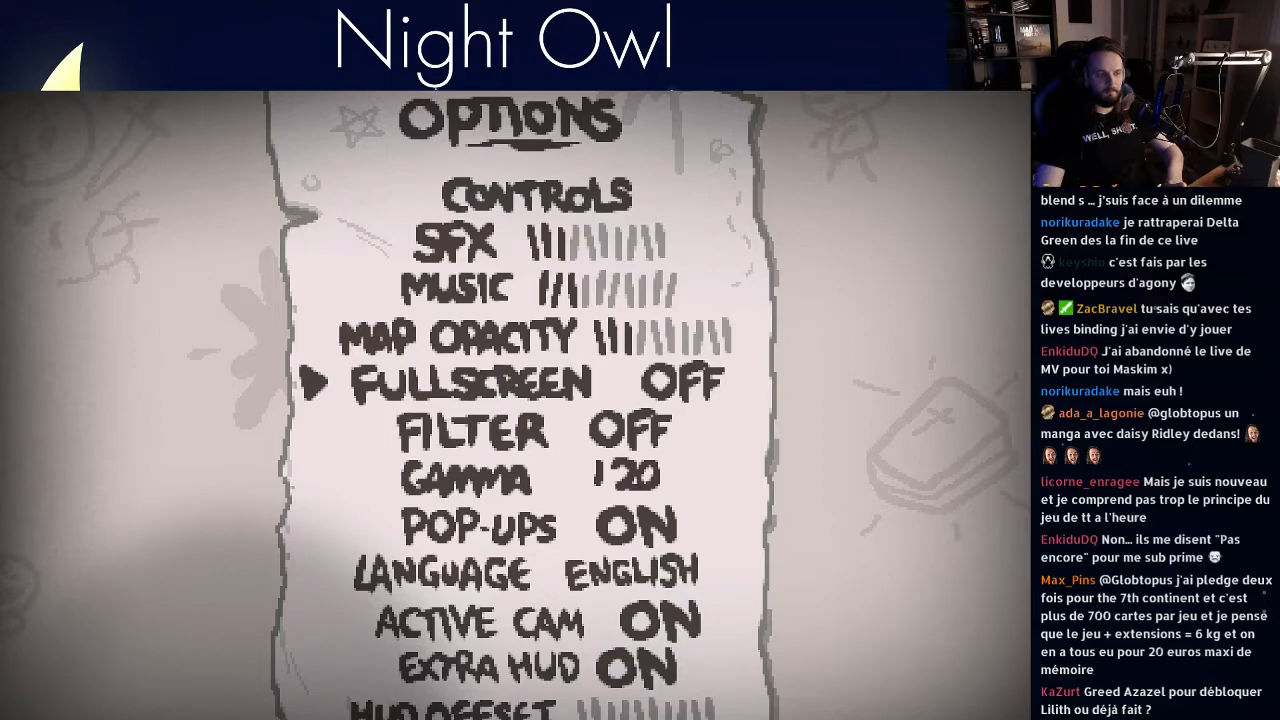 Night Owl
OPTIONS
CONTROLS
SFX
MUSIC
MAP OPACITY
FULLSCREEN OFF
FILTER OFF
GAMMA 120
POP-UPS ON
LANGUAGE ENGLISH
ACTIVE CAM ON
EXTRA HUD ON
HUD OFFSET
WELL, SH
blend s ... j'suis face à un dilemme
norikuradake je rattraperai Delta
Green des la fin de ce live
keyshio c'est fais par les
developpeurs d'agony
ZacBravel tu sais qu'avec tes
lives binding j'ai envie d'y jouer
EnkiduDQ J'ai abandonné le live de
MV pour toi Maskim x)
norikuradake mais euh !
ada_a_lagonie @globtopus un
manga avec daisy Ridley dedans!
licorne_enragee Mais je suis nouveau
et je comprend pas trop le principe du
jeu de tt a l'heure
EnkiduDQ Non... ils me disent "Pas
encore" pour me sub prime
Max_Pins @Globtopus j'ai pledge deux
fois pour the 7th continent et c'est
plus de 700 cartes par jeu et je pensé
que le jeu + extensions = 6 kg et on
en a tous eu pour 20 euros maxi de
mémoire
KaZurt Greed Azazel pour débloquer
Lilith ou déjà fait ?